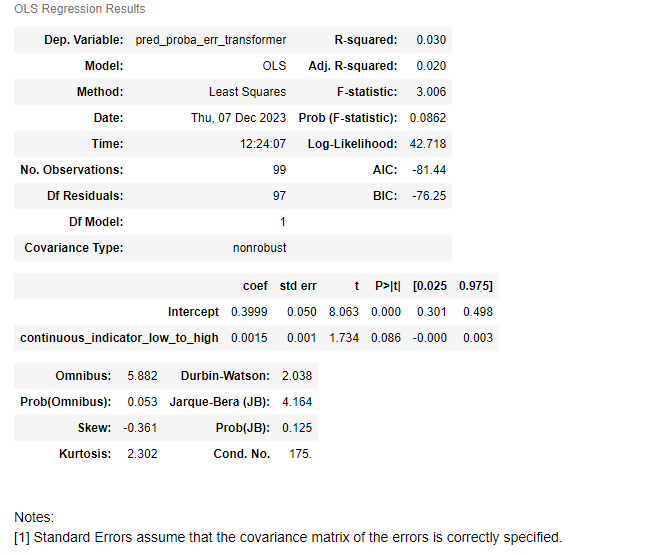 OLS Regression Results
Dep. Variable: pred_proba_err_transformer R-squared: 0.030
Model: OLS Adj. R-squared: 0.020
Method: Least Squares F-statistic: 3.006
Date: Thu, 07 Dec 2023 Prob (F-statistic): 0.0862
Time: 12:24:07 Log-Likelihood: 42.718
No. Observations: 99 AIC: -81.44
Df Residuals: 97 BIC: -76.25
Df Model: 1
Covariance Type: nonrobust
coef std err t P>|t| [0.025 0.975]
Intercept 0.3999 0.050 8.063 0.000 0.301 0.498
continuous_indicator_low_to_high 0.0015 0.001 1.734 0.086 -0.000 0.003
Omnibus: 5.882 Durbin-Watson: 2.038
Prob(Omnibus): 0.053 Jarque-Bera (JB): 4.164
Skew: -0.361 Prob(JB): 0.125
Kurtosis: 2.302 Cond. No. 175.
Notes:
[1] Standard Errors assume that the covariance matrix of the errors is correctly specified.